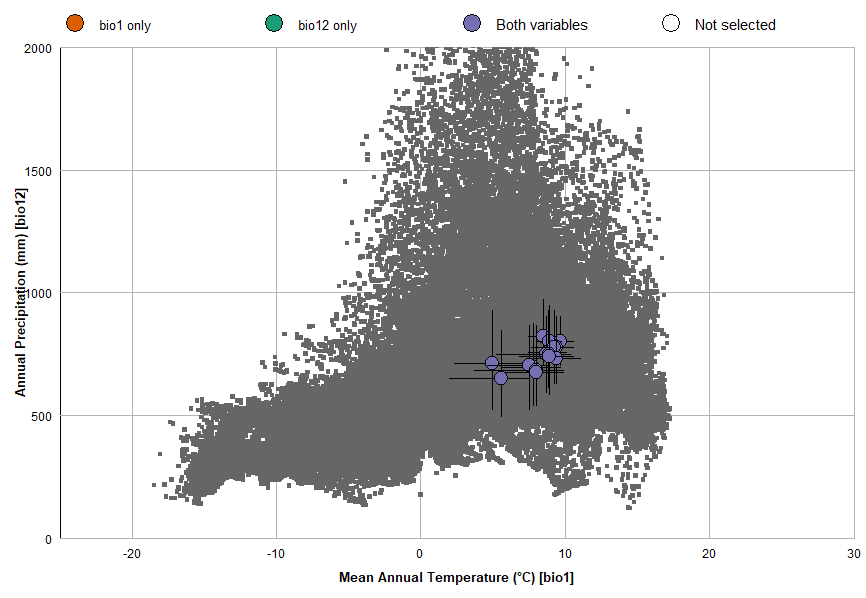 bio1 only bio12 only Both variables Not selected
2000
1500
1000
500
0
Annual Precipitation (mm) [bio12]
-20 -10 0 10 20 30
Mean Annual Temperature (°C) [bio1]